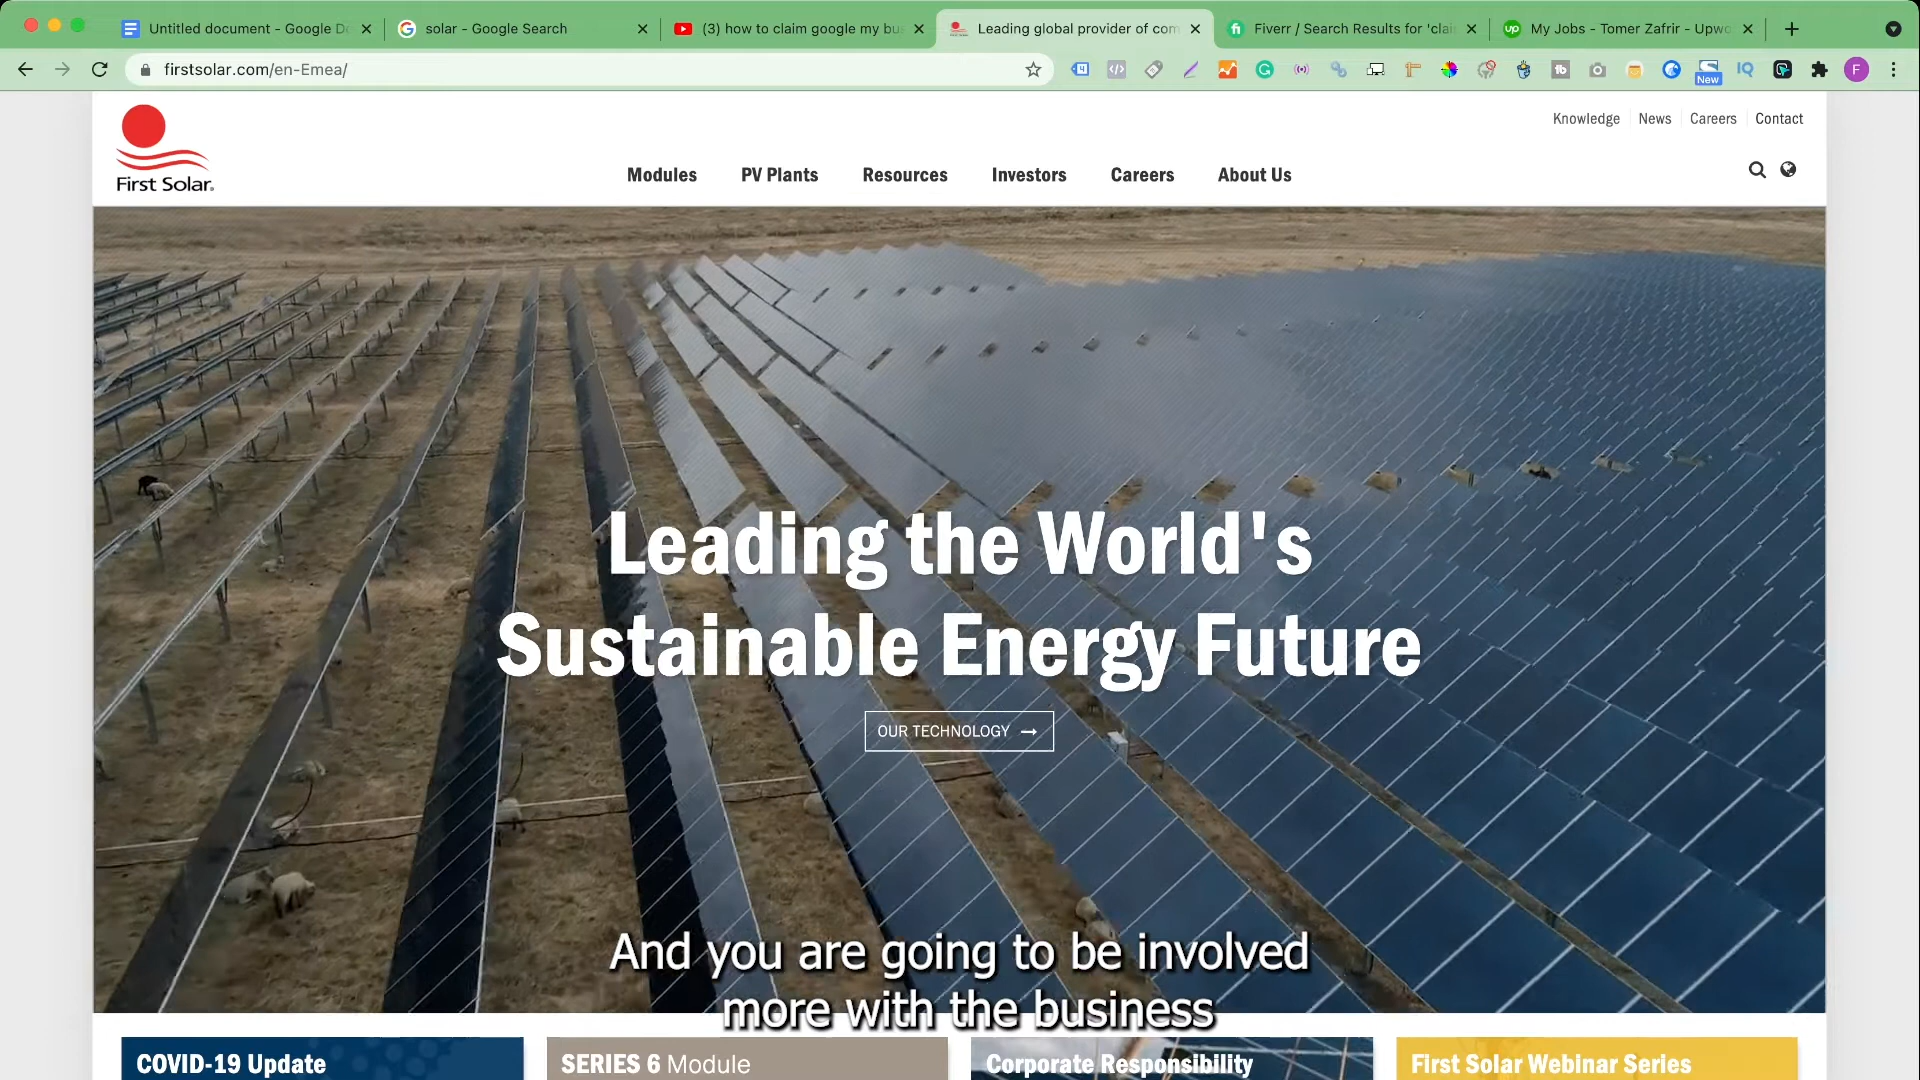 Untitled document - Google Do
solar - Google Search
(3) how to claim google my bus
Leading global provider of com
Fiverr / Search Results for 'clai
My Jobs - Tomer Zafrir - Upwo
firstsolar.com/en-Emea/
New
F
First Solar.
Knowledge
News
Careers
Contact
Modules
PV Plants
Resources
Investors
Careers
About Us
Leading the World's
Sustainable Energy Future
OUR TECHNOLOGY →
And you are going to be involved
more with the business
COVID-19 Update
SERIES 6 Module
Corporate Responsibility
First Solar Webinar Series